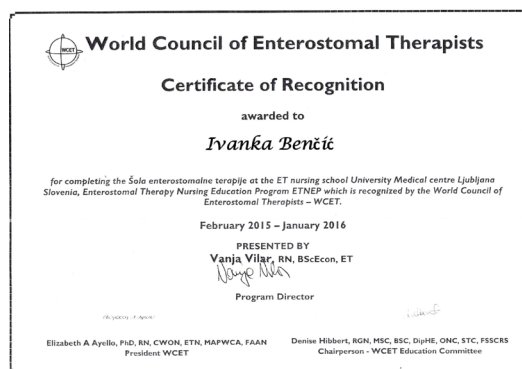 WCET
World Council of Enterostomal Therapists
Certificate of Recognition
awarded to
Ivanka Benčić
for completing the Šola enterostomalne terapije at the ET nursing school University Medical centre Ljubljana
Slovenia, Enterostomal Therapy Nursing Education Program ETNEP which is recognized by the World Council of
Enterostomal Therapists – WCET.
February 2015 – January 2016
PRESENTED BY
Vanja Vilar, RN, BScEcon, ET
Program Director
Elizabeth A Ayello, PhD, RN, CWON, ETN, MAPWCA, FAAN
President WCET
Denise Hibbert, RGN, MSC, BSC, DipHE, ONC, STC, FSSCRS
Chairperson - WCET Education Committee